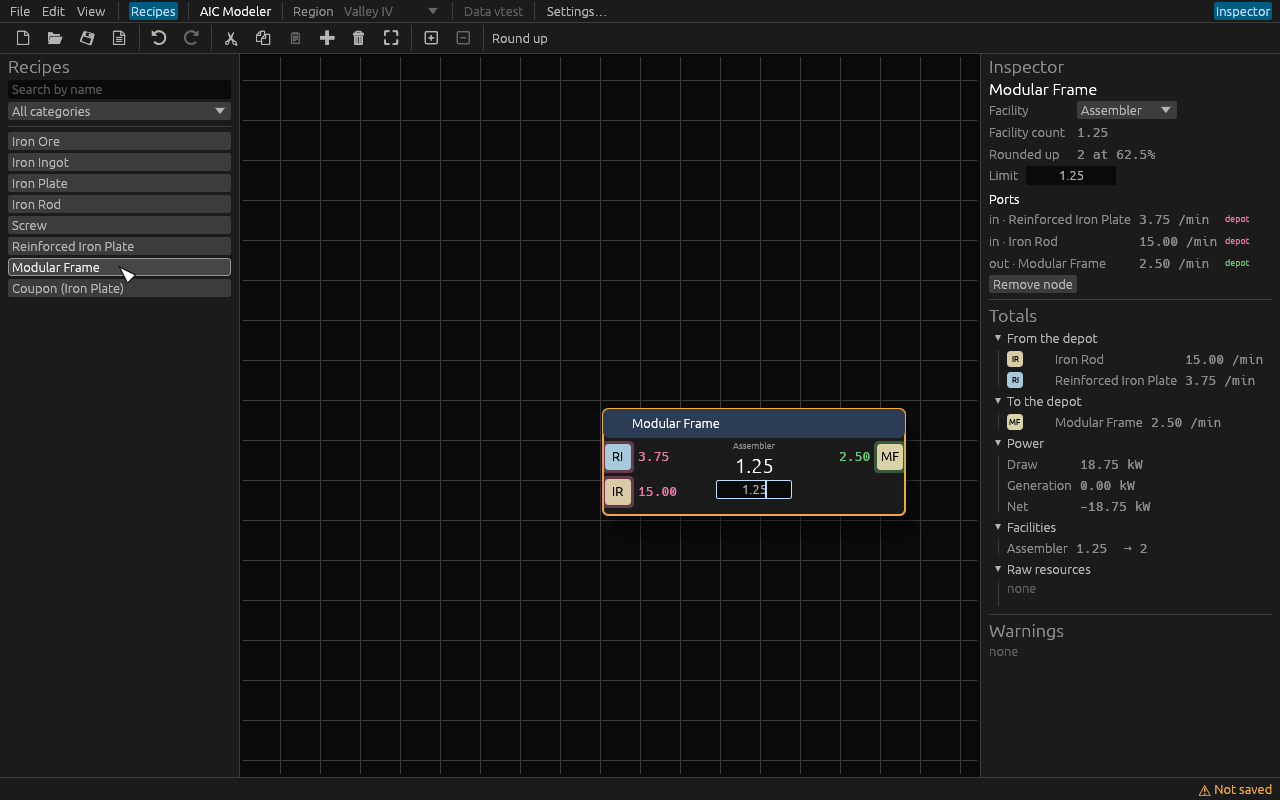 File Edit View Recipes AIC Modeler Region Valley IV Data vtest Settings… Inspector
Round up
Recipes
Search by name
All categories
Iron Ore
Iron Ingot
Iron Plate
Iron Rod
Screw
Reinforced Iron Plate
Modular Frame
Coupon (Iron Plate)
Modular Frame
Assembler
RI 3.75 1.25 2.50 MF
IR 15.00 1.25
Inspector
Modular Frame
Facility Assembler
Facility count 1.25
Rounded up 2 at 62.5%
Limit 1.25
Ports
in · Reinforced Iron Plate 3.75 /min depot
in · Iron Rod 15.00 /min depot
out · Modular Frame 2.50 /min depot
Remove node
Totals
From the depot
IR Iron Rod 15.00 /min
RI Reinforced Iron Plate 3.75 /min
To the depot
MF Modular Frame 2.50 /min
Power
Draw 18.75 kW
Generation 0.00 kW
Net −18.75 kW
Facilities
Assembler 1.25 → 2
Raw resources
none
Warnings
none
⚠ Not saved